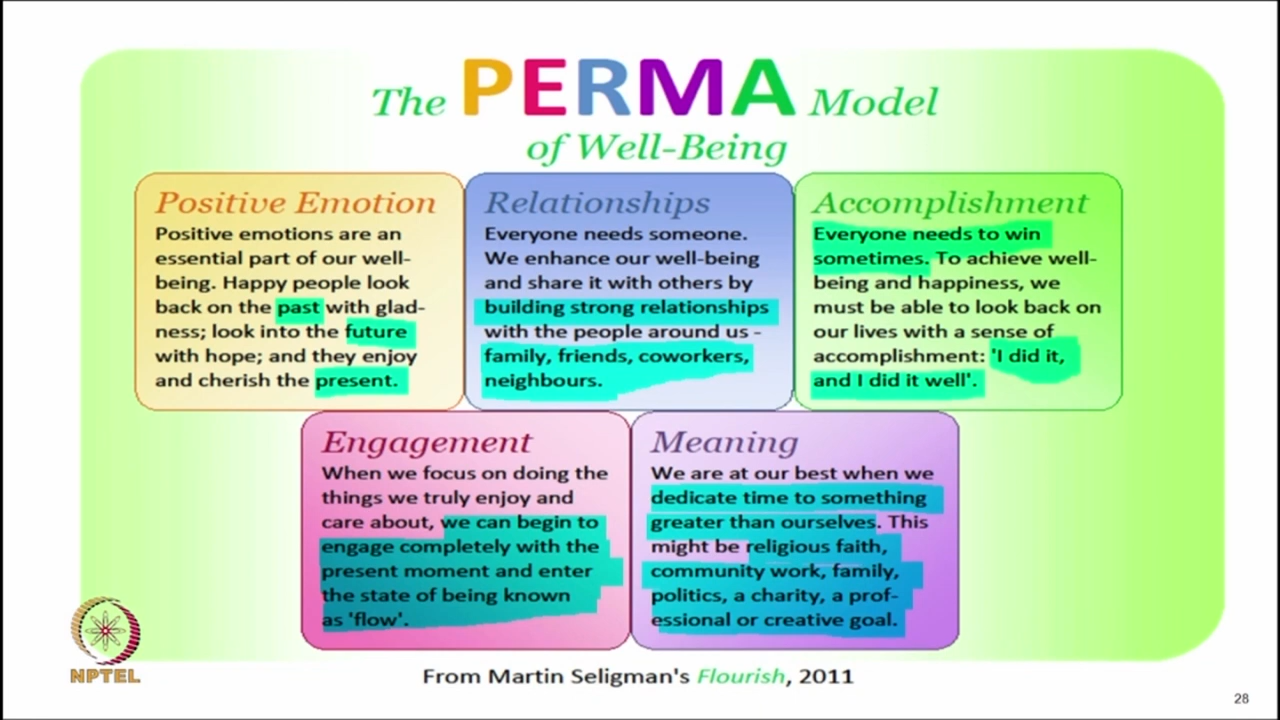 The PERMA Model
of Well-Being
Positive Emotion
Positive emotions are an
essential part of our well-
being. Happy people look
back on the past with glad-
ness; look into the future
with hope; and they enjoy
and cherish the present.
Relationships
Everyone needs someone.
We enhance our well-being
and share it with others by
building strong relationships
with the people around us -
family, friends, coworkers,
neighbours.
Accomplishment
Everyone needs to win
sometimes. To achieve well-
being and happiness, we
must be able to look back on
our lives with a sense of
accomplishment: 'I did it,
and I did it well'.
Engagement
When we focus on doing the
things we truly enjoy and
care about, we can begin to
engage completely with the
present moment and enter
the state of being known
as 'flow'.
Meaning
We are at our best when we
dedicate time to something
greater than ourselves. This
might be religious faith,
community work, family,
politics, a charity, a prof-
essional or creative goal.
NPTEL
From Martin Seligman's Flourish, 2011
28